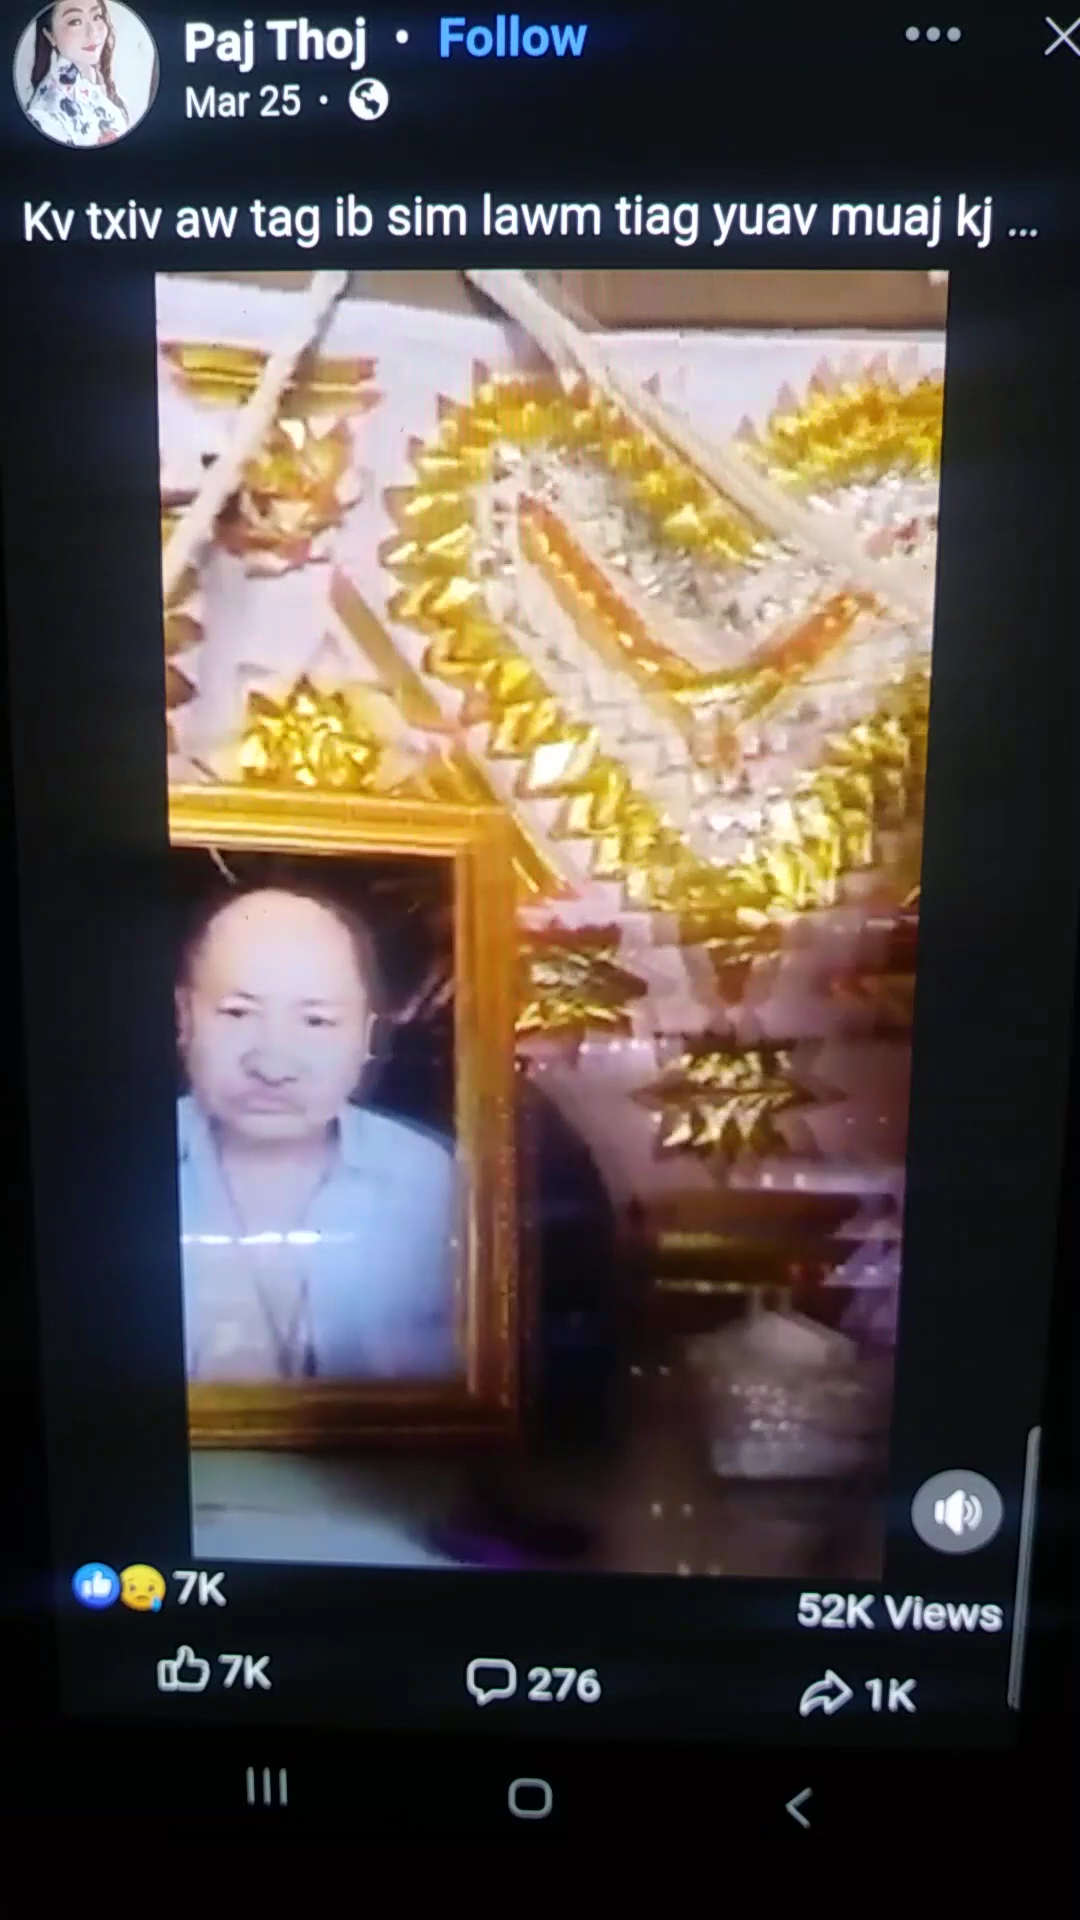 Paj Thoj • Follow
Mar 25 •
Kv txiv aw tag ib sim lawm tiag yuav muaj kj ...
7K
52K Views
7K
276
1K